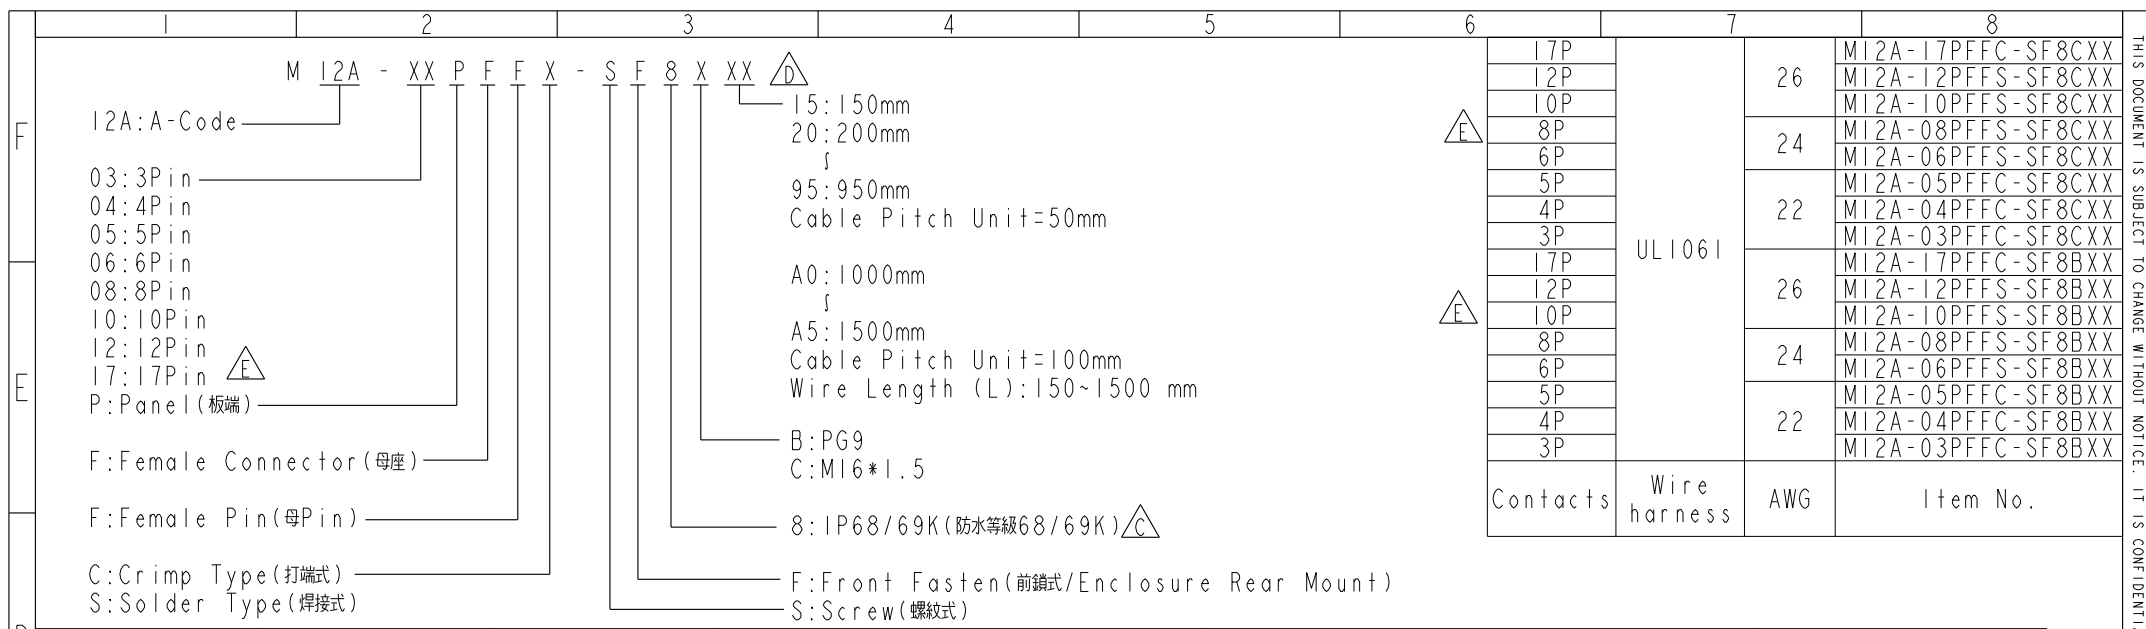 1 2 3 4 5 6 7 8
M 12A - XX P F F X - S F 8 X XX D
12A:A-Code
03:3Pin
04:4Pin
05:5Pin
06:6Pin
08:8Pin
10:10Pin
12:12Pin
17:17Pin E
P:Panel(板端)
F:Female Connector(母座)
F:Female Pin(母Pin)
C:Crimp Type(打端式)
S:Solder Type(焊接式)
15:150mm
20:200mm
∫
95:950mm
Cable Pitch Unit=50mm
A0:1000mm
∫
A5:1500mm
Cable Pitch Unit=100mm
Wire Length (L):150~1500 mm
B:PG9
C:M16*1.5
8:IP68/69K(防水等級68/69K) C
F:Front Fasten(前鎖式/Enclosure Rear Mount)
S:Screw(螺紋式)
17P UL1061 26 M12A-17PFFC-SF8CXX
12P M12A-12PFFS-SF8CXX
10P M12A-10PFFS-SF8CXX
E 8P 24 M12A-08PFFS-SF8CXX
6P M12A-06PFFS-SF8CXX
5P 22 M12A-05PFFC-SF8CXX
4P M12A-04PFFC-SF8CXX
3P M12A-03PFFC-SF8CXX
17P 26 M12A-17PFFC-SF8BXX
12P M12A-12PFFS-SF8BXX
E 10P M12A-10PFFS-SF8BXX
8P 24 M12A-08PFFS-SF8BXX
6P M12A-06PFFS-SF8BXX
5P 22 M12A-05PFFC-SF8BXX
4P M12A-04PFFC-SF8BXX
3P M12A-03PFFC-SF8BXX
Contacts Wire harness AWG Item No.
F
E
THIS DOCUMENT IS SUBJECT TO CHANGE WITHOUT NOTICE. IT IS